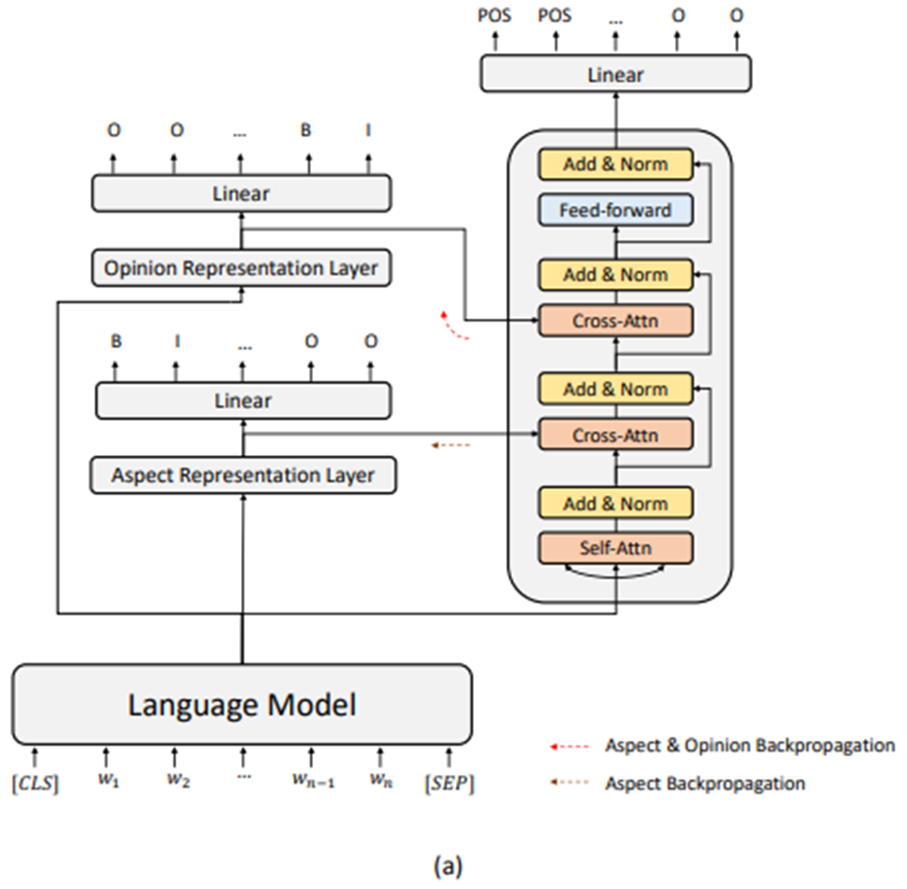 POS POS ... O O
Linear
Add & Norm
Feed-forward
Add & Norm
Cross-Attn
Add & Norm
Cross-Attn
Add & Norm
Self-Attn
O O ... B I
Linear
Opinion Representation Layer
B I ... O O
Linear
Aspect Representation Layer
Language Model
[CLS] w₁ w₂ ... wₙ₋₁ wₙ [SEP]
Aspect & Opinion Backpropagation
Aspect Backpropagation
(a)